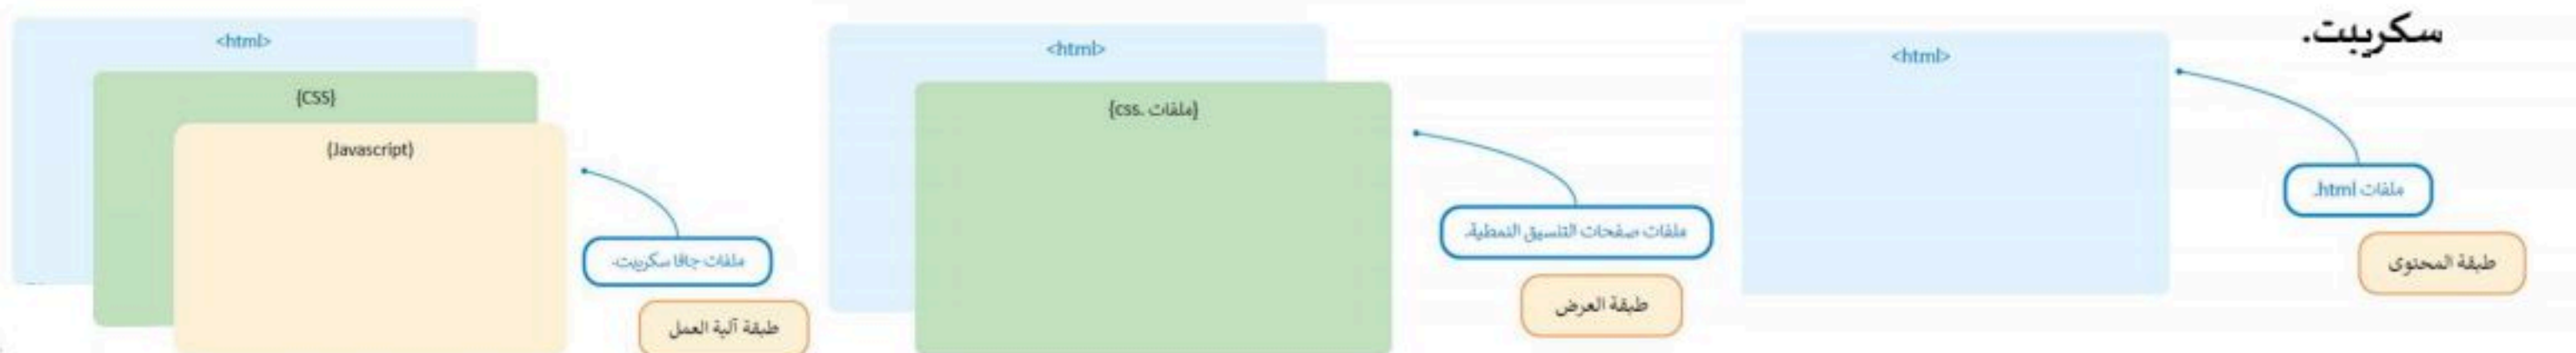 سكريبت.
<html>
ملفات html.
طبقة المحتوى
<html>
{ملفات .css}
ملفات صفحات التنسيق النمطية.
طبقة العرض
<html>
{CSS}
{Javascript}
ملفات جافا سكريبت.
طبقة آلية العمل